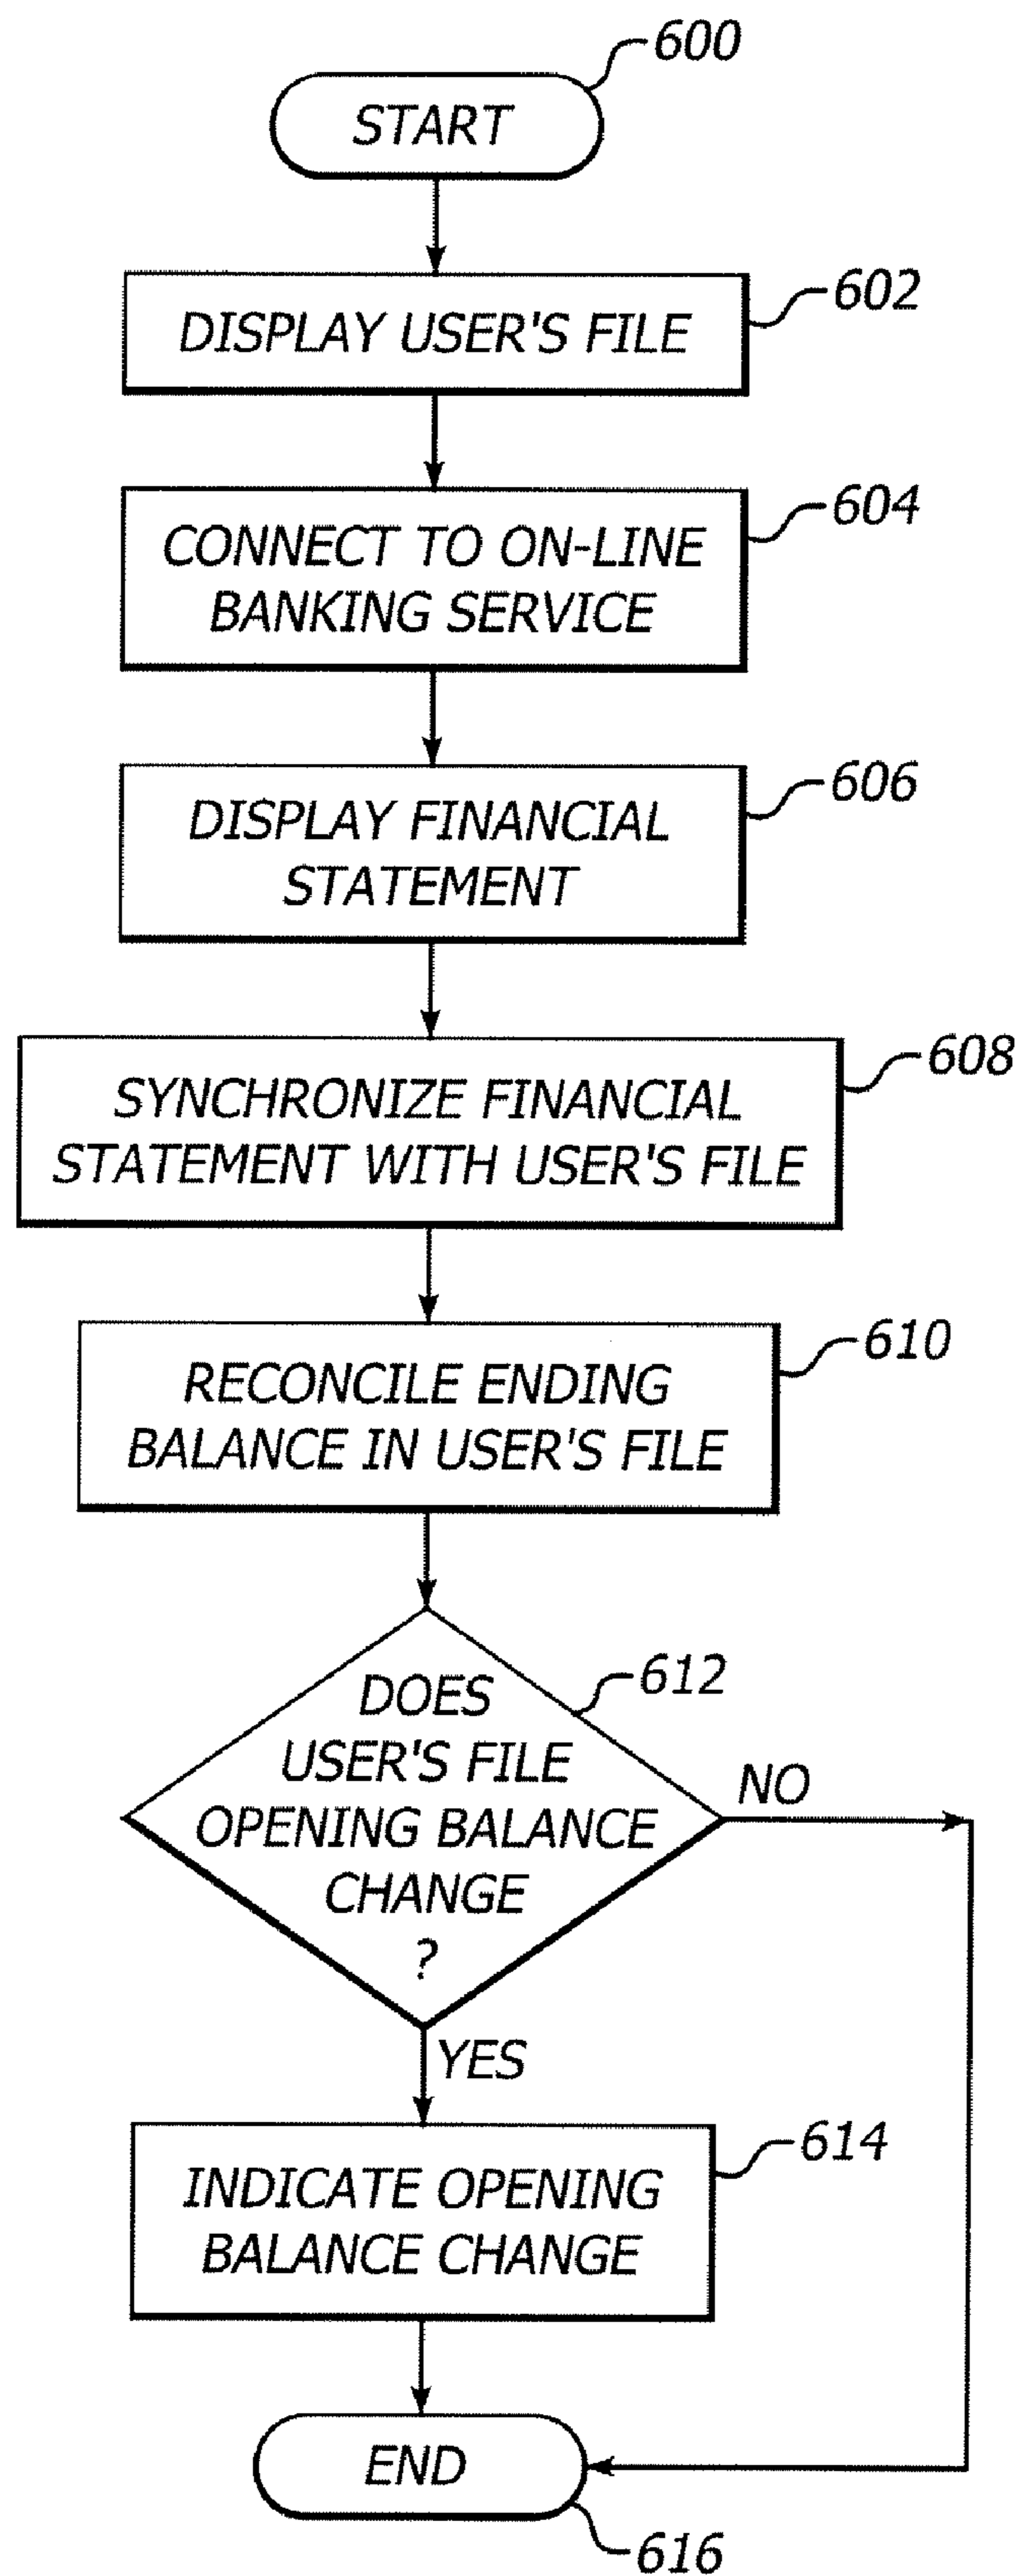 600
START
602
DISPLAY USER'S FILE
604
CONNECT TO ON-LINE
BANKING SERVICE
606
DISPLAY FINANCIAL
STATEMENT
608
SYNCHRONIZE FINANCIAL
STATEMENT WITH USER'S FILE
610
RECONCILE ENDING
BALANCE IN USER'S FILE
612
DOES
USER'S FILE
OPENING BALANCE
CHANGE
?
NO
YES
614
INDICATE OPENING
BALANCE CHANGE
END
616